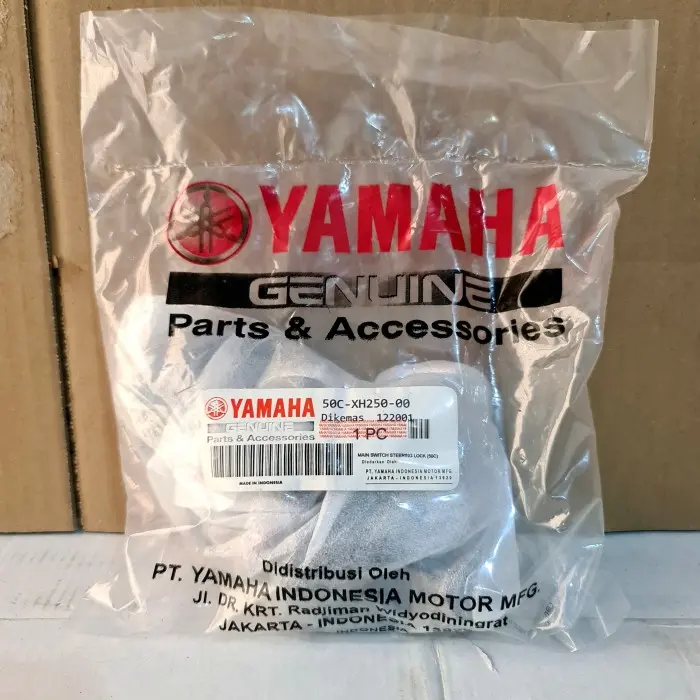 YAMAHA
GENUINE
Parts & Accessories
YAMAHA
GENUINE
Parts & Accessories
50C-XH250-00
Dikemas 122001
1 PC
MAIN SWITCH STEERING LOCK (50C)
Didistribusi Oleh
PT. YAMAHA INDONESIA MOTOR MFG.
JAKARTA - INDONESIA
MADE IN INDONESIA
Didistribusi Oleh
PT. YAMAHA INDONESIA MOTOR MFG.
JL. DR. KRT. Radjiman Widyodiningrat
JAKARTA - INDONESIA